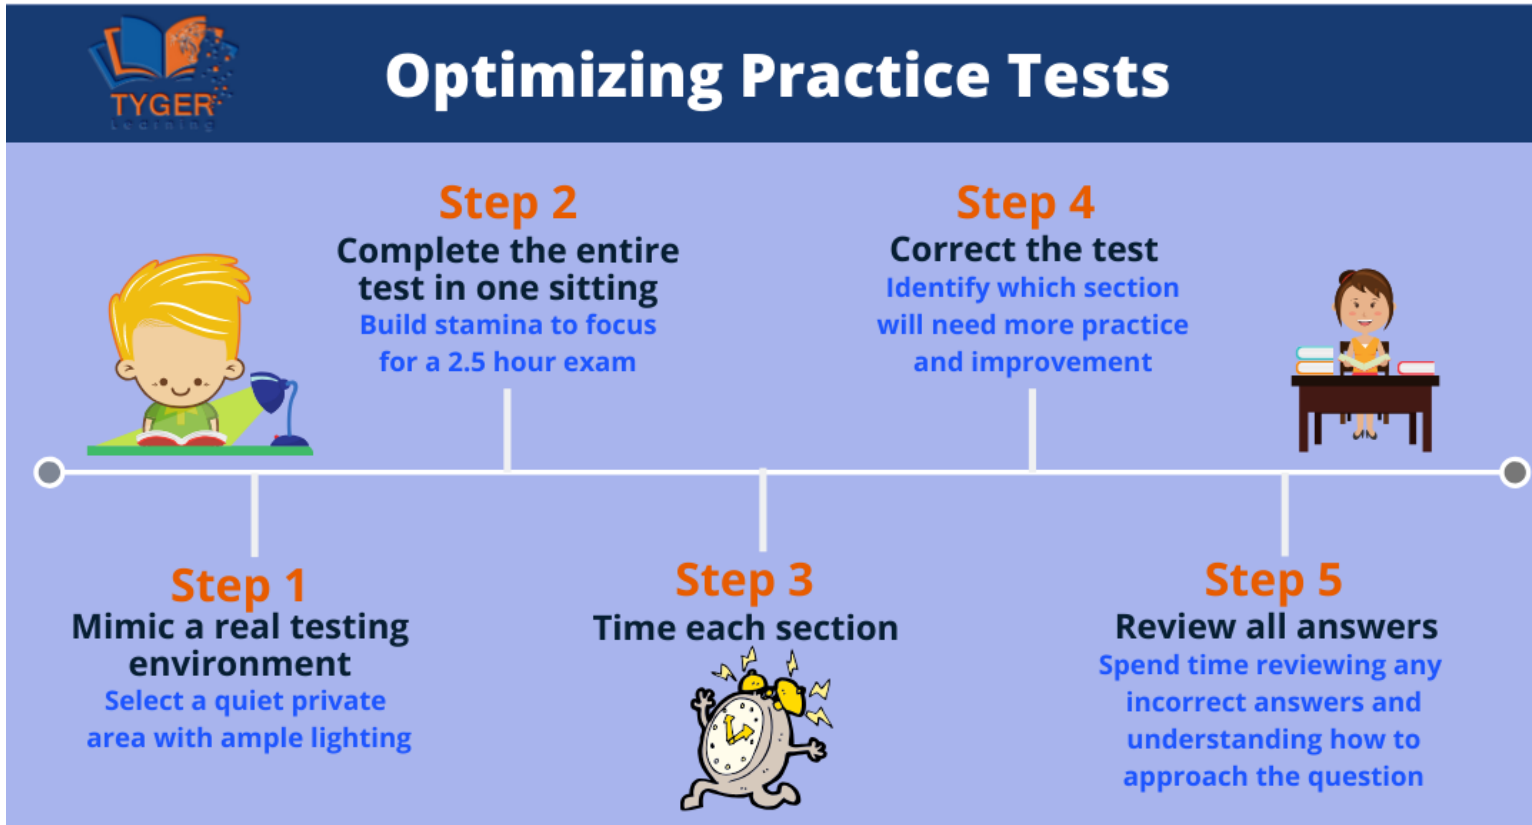 TYGER
Learning
Optimizing Practice Tests
Step 1
Mimic a real testing
environment
Select a quiet private
area with ample lighting
Step 2
Complete the entire
test in one sitting
Build stamina to focus
for a 2.5 hour exam
Step 3
Time each section
Step 4
Correct the test
Identify which section
will need more practice
and improvement
Step 5
Review all answers
Spend time reviewing any
incorrect answers and
understanding how to
approach the question